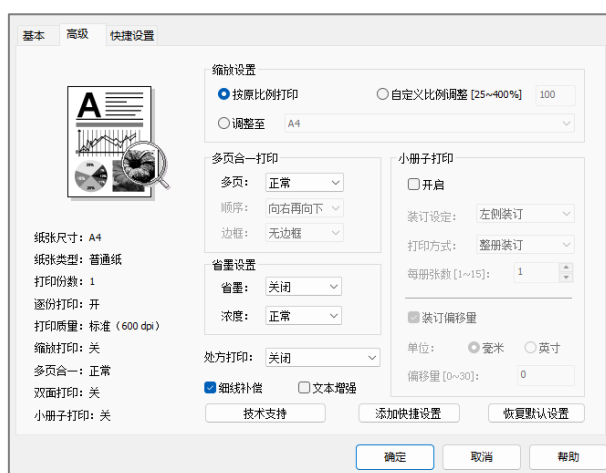 基本 高级 快捷设置
缩放设置
按原比例打印 自定义比例调整 [25~400%] 100
调整至 A4
多页合一打印
多页： 正常
顺序： 向右再向下
边框： 无边框
省墨设置
省墨： 关闭
浓度： 正常
处方打印： 关闭
细线补偿 文本增强
小册子打印
开启
装订设定： 左侧装订
打印方式： 整册装订
每册张数[1~15]： 1
装订偏移量
单位： 毫米 英寸
偏移量[0~30]： 0
A
纸张尺寸：A4
纸张类型：普通纸
打印份数：1
逐份打印：开
打印质量：标准（600 dpi）
缩放打印：关
多页合一：正常
双面打印：关
小册子打印：关
技术支持 添加快捷设置 恢复默认设置
确定 取消 帮助